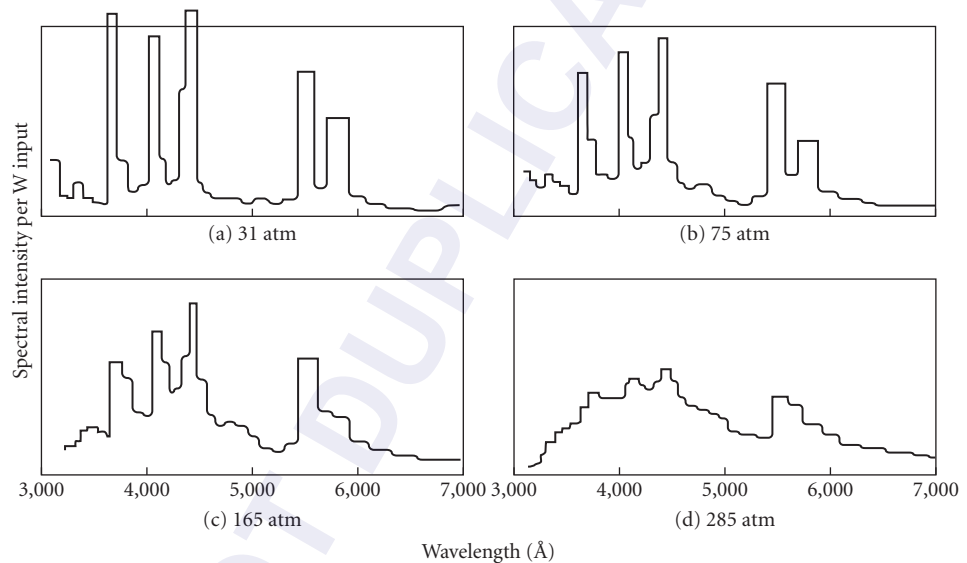 Spectral intensity per W input
(a) 31 atm
(b) 75 atm
3,000 4,000 5,000 6,000 7,000
3,000 4,000 5,000 6,000 7,000
(c) 165 atm
(d) 285 atm
Wavelength (Å)
T DUPLICA